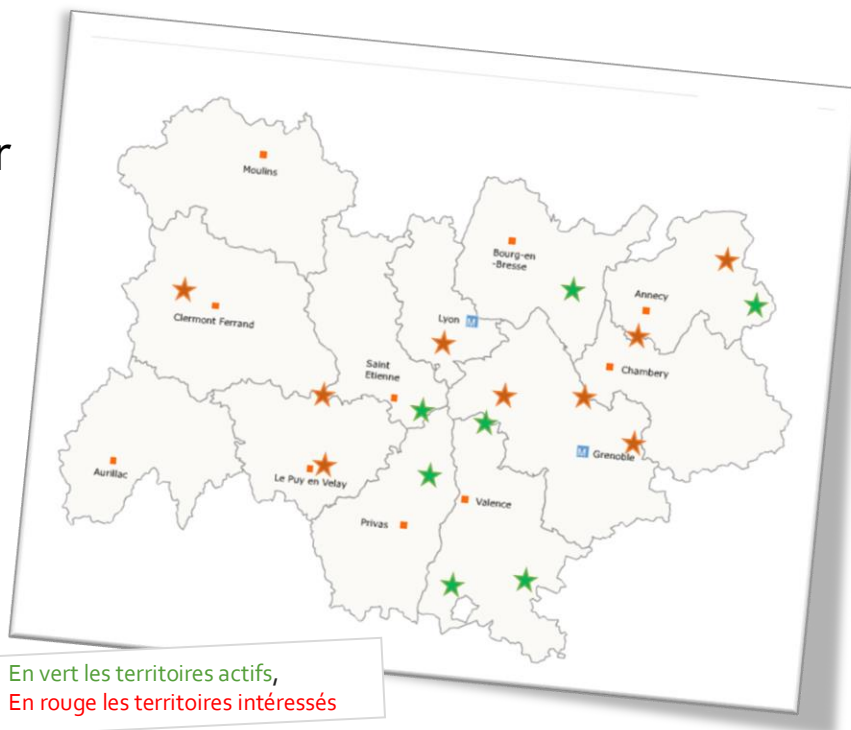 r
Moulins
Bourg-en
-Bresse
Annecy
Clermont Ferrand
Lyon M
Saint
Etienne
Chambery
M Grenoble
Aurillac
Le Puy en Velay
Valence
Privas
En vert les territoires actifs,
En rouge les territoires intéressés